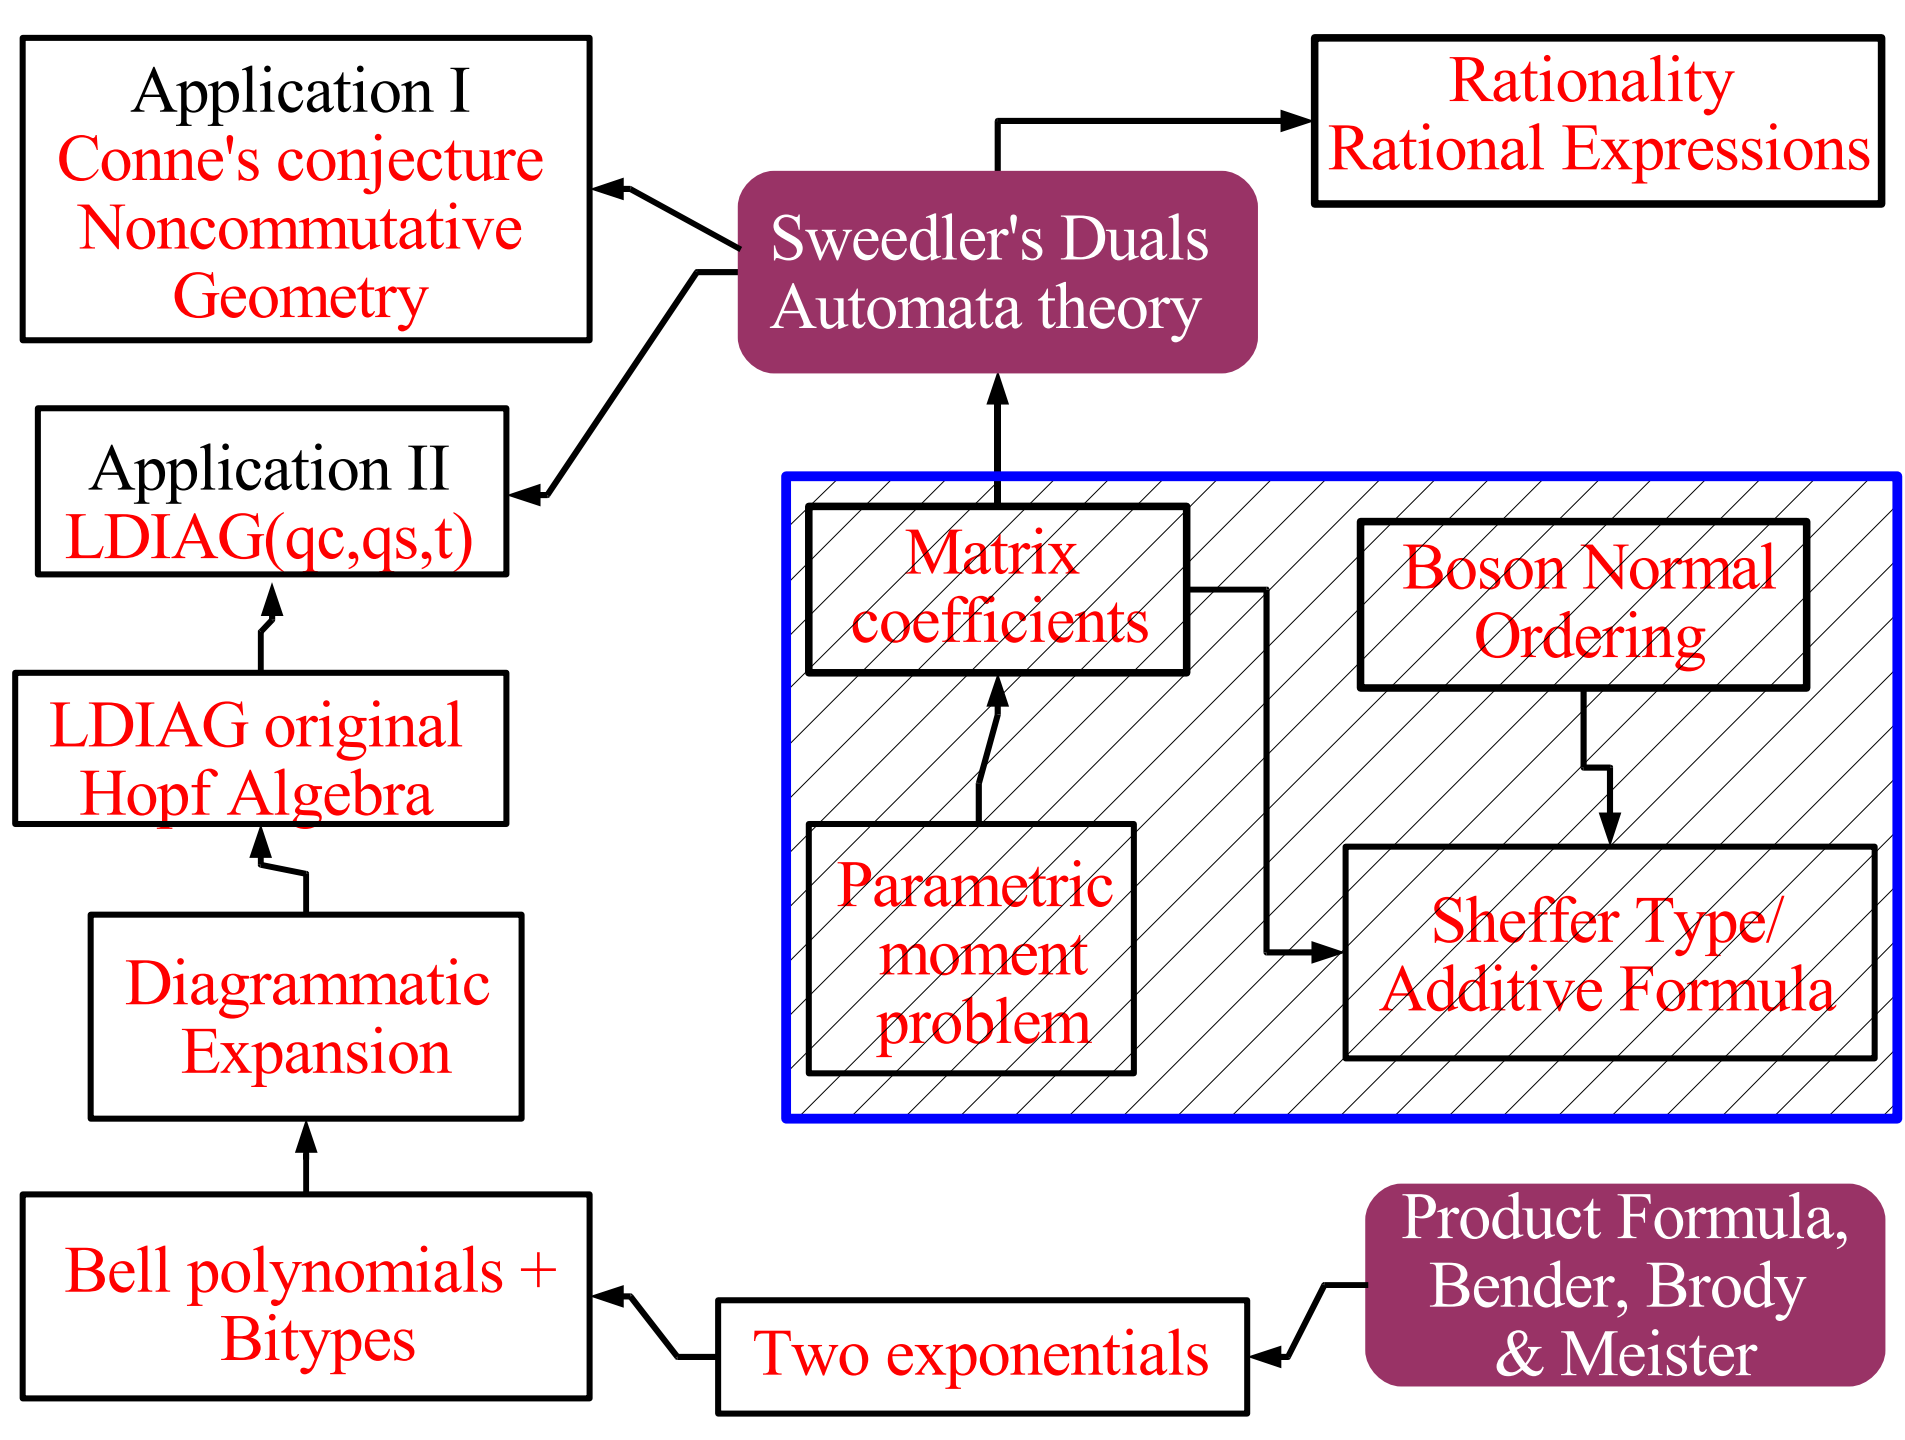 Application I
Conne's conjecture
Noncommutative
Geometry
Rationality
Rational Expressions
Sweedler's Duals
Automata theory
Application II
LDIAG(qc,qs,t)
Matrix
coefficients
Boson Normal
Ordering
LDIAG original
Hopf Algebra
Parametric
moment
problem
Sheffer Type/
Additive Formula
Diagrammatic
Expansion
Bell polynomials +
Bitypes
Two exponentials
Product Formula,
Bender, Brody
& Meister